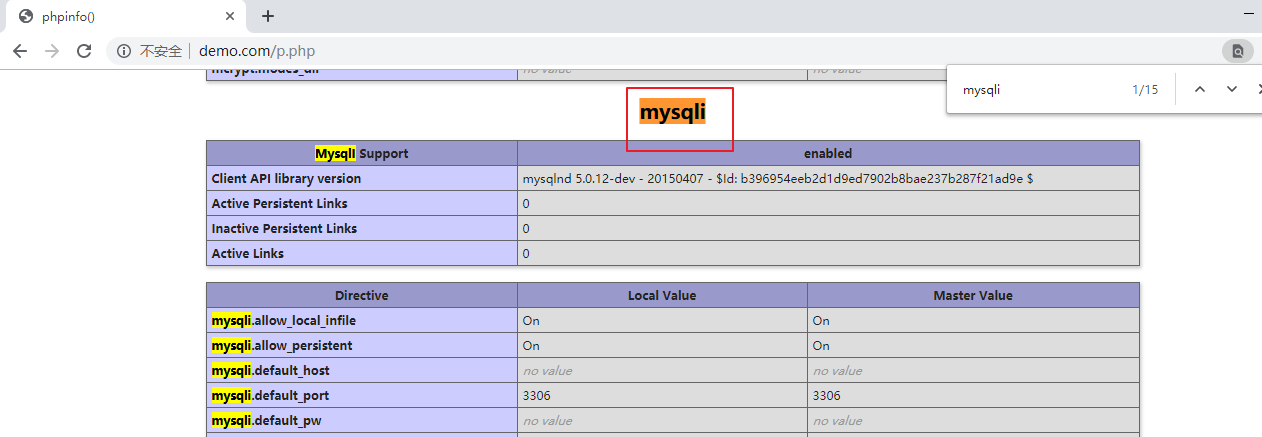 phpinfo()
不安全 demo.com/p.php
mcrypt.modes_dir no value no value
mysqli 1/15
mysqli
MysqlI Support enabled
Client API library version mysqlnd 5.0.12-dev - 20150407 - $Id: b396954eeb2d1d9ed7902b8bae237b287f21ad9e $
Active Persistent Links 0
Inactive Persistent Links 0
Active Links 0
Directive Local Value Master Value
mysqli.allow_local_infile On On
mysqli.allow_persistent On On
mysqli.default_host no value no value
mysqli.default_port 3306 3306
mysqli.default_pw no value no value